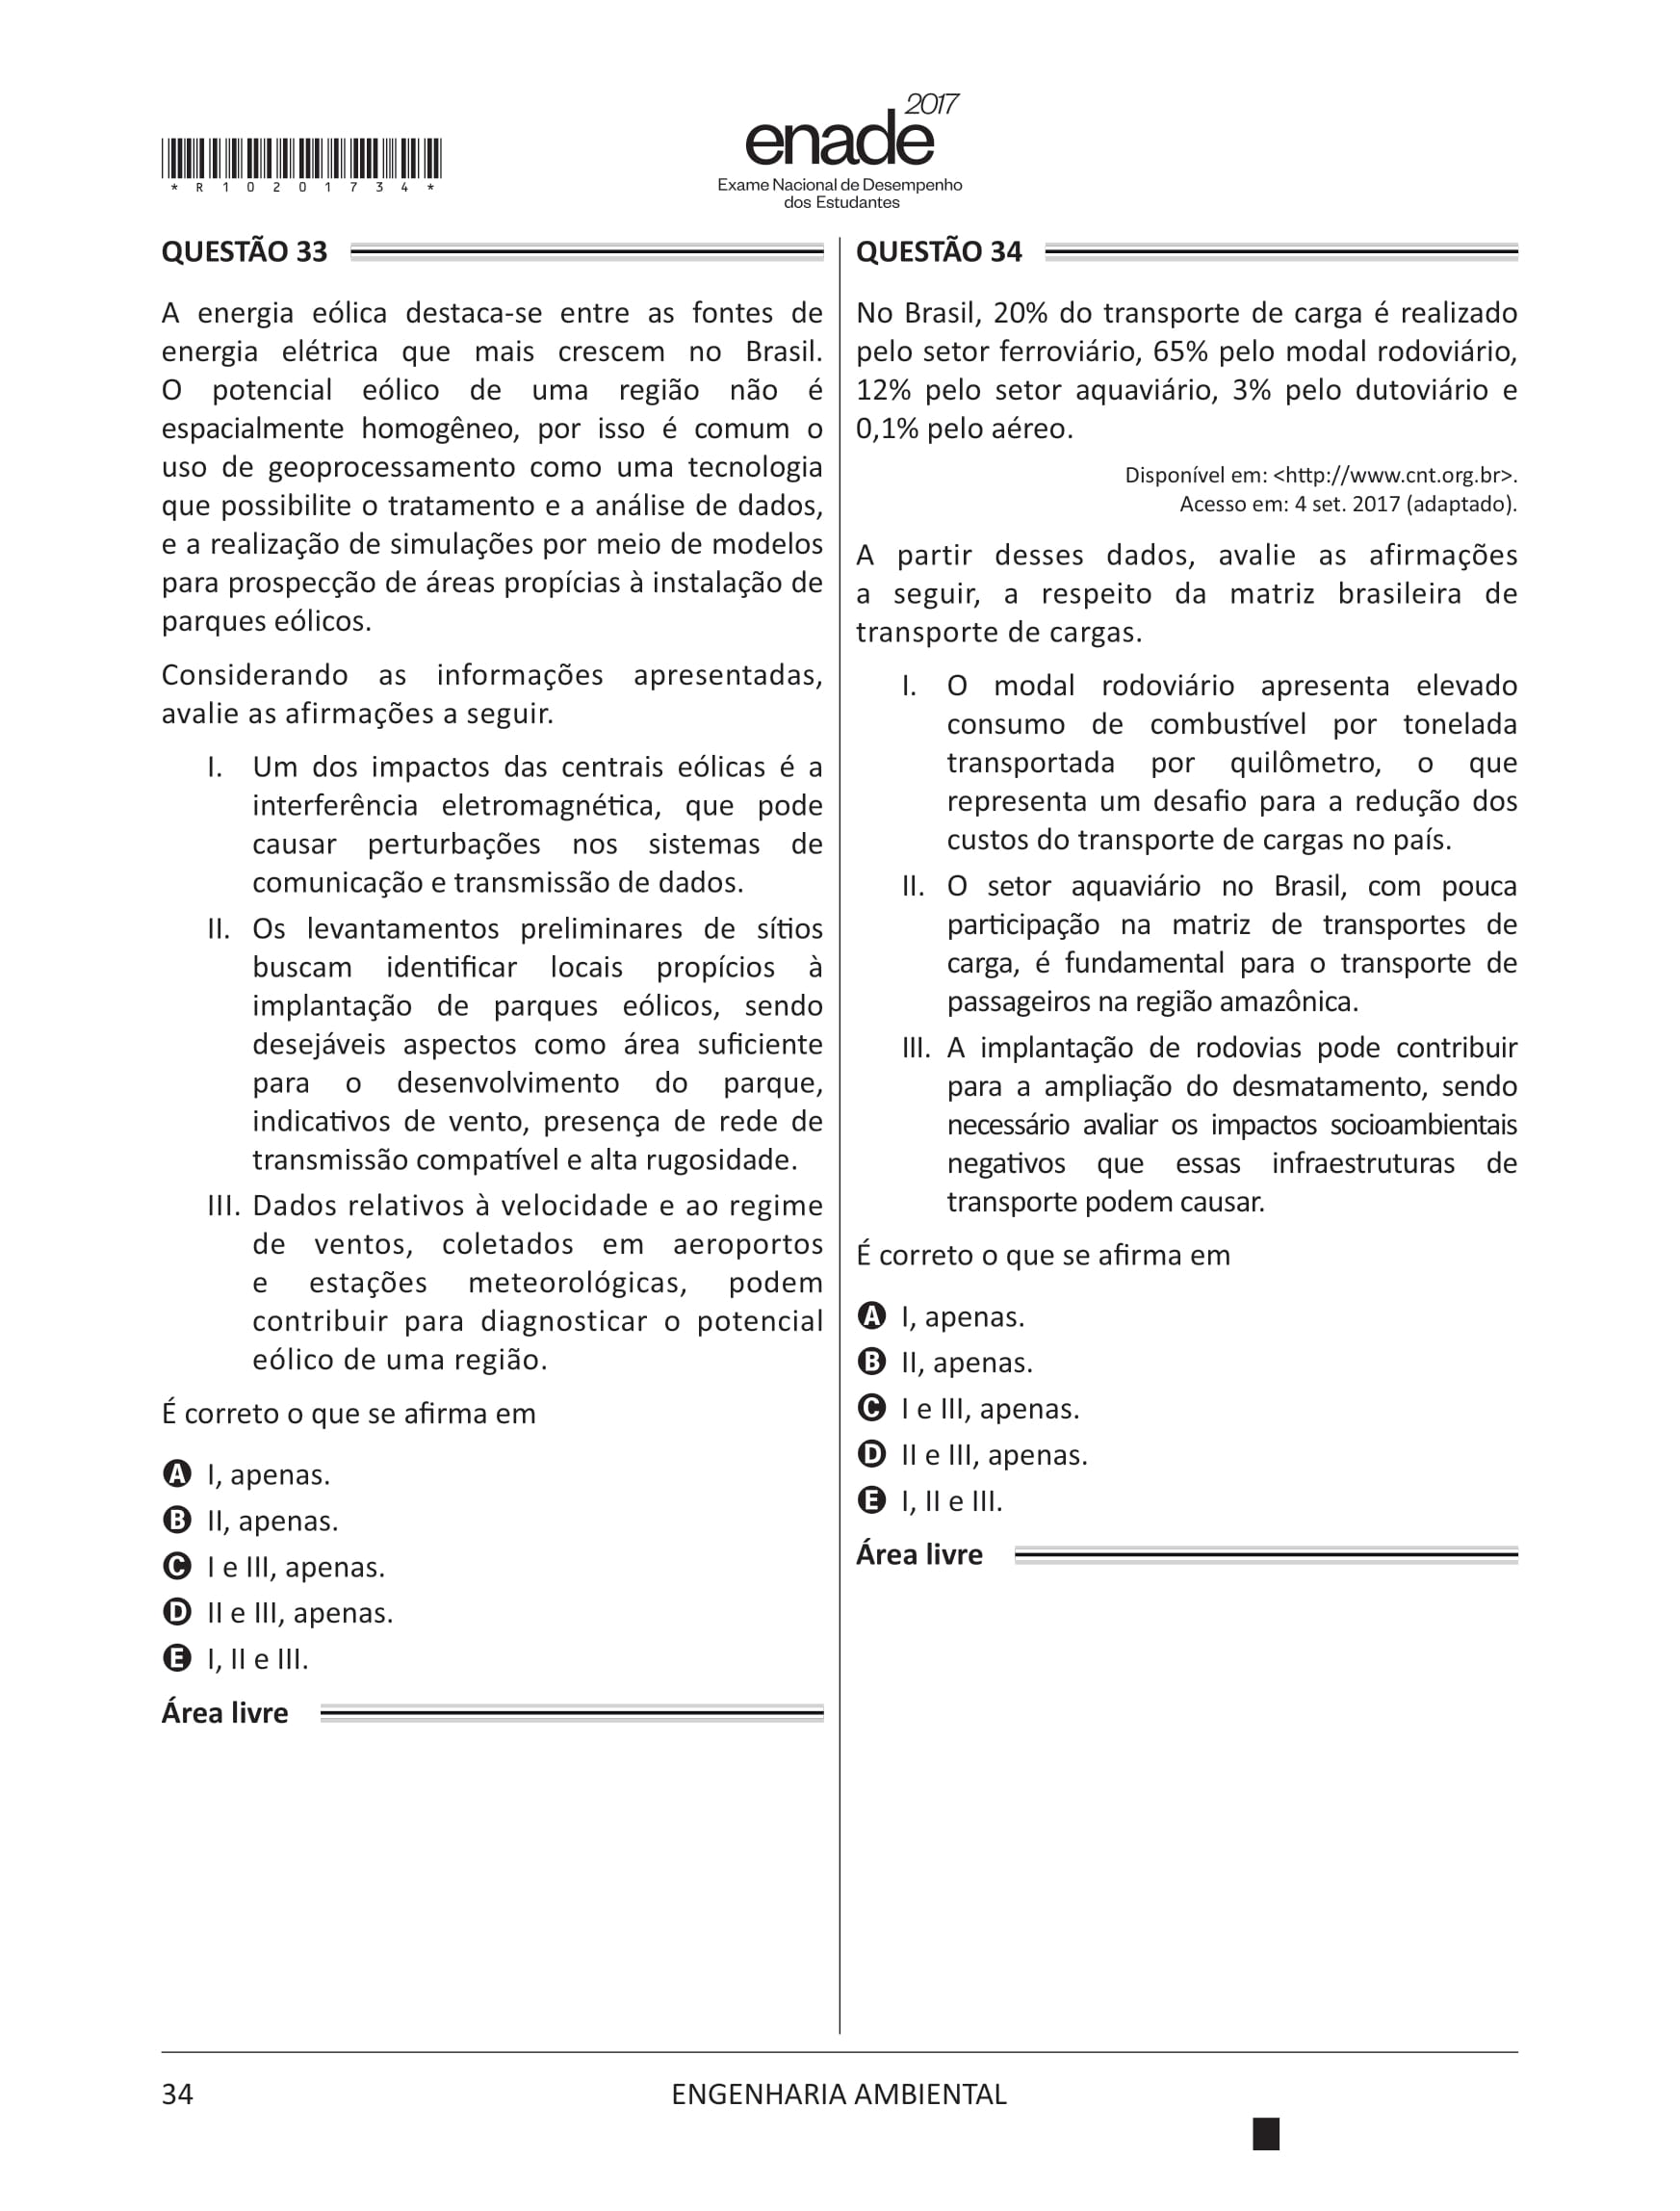 2017
enade
Exame Nacional de Desempenho
dos Estudantes
* R 1 0 2 0 1 7 3 4 *
QUESTÃO 33
A energia eólica destaca-se entre as fontes de
energia elétrica que mais crescem no Brasil.
O potencial eólico de uma região não é
espacialmente homogêneo, por isso é comum o
uso de geoprocessamento como uma tecnologia
que possibilite o tratamento e a análise de dados,
e a realização de simulações por meio de modelos
para prospecção de áreas propícias à instalação de
parques eólicos.
Considerando as informações apresentadas,
avalie as afirmações a seguir.
I. Um dos impactos das centrais eólicas é a
interferência eletromagnética, que pode
causar perturbações nos sistemas de
comunicação e transmissão de dados.
II. Os levantamentos preliminares de sítios
buscam identificar locais propícios à
implantação de parques eólicos, sendo
desejáveis aspectos como área suficiente
para o desenvolvimento do parque,
indicativos de vento, presença de rede de
transmissão compatível e alta rugosidade.
III. Dados relativos à velocidade e ao regime
de ventos, coletados em aeroportos
e estações meteorológicas, podem
contribuir para diagnosticar o potencial
eólico de uma região.
É correto o que se afirma em
A I, apenas.
B II, apenas.
C I e III, apenas.
D II e III, apenas.
E I, II e III.
Área livre
QUESTÃO 34
No Brasil, 20% do transporte de carga é realizado
pelo setor ferroviário, 65% pelo modal rodoviário,
12% pelo setor aquaviário, 3% pelo dutoviário e
0,1% pelo aéreo.
Disponível em: <http://www.cnt.org.br>.
Acesso em: 4 set. 2017 (adaptado).
A partir desses dados, avalie as afirmações
a seguir, a respeito da matriz brasileira de
transporte de cargas.
I. O modal rodoviário apresenta elevado
consumo de combustível por tonelada
transportada por quilômetro, o que
representa um desafio para a redução dos
custos do transporte de cargas no país.
II. O setor aquaviário no Brasil, com pouca
participação na matriz de transportes de
carga, é fundamental para o transporte de
passageiros na região amazônica.
III. A implantação de rodovias pode contribuir
para a ampliação do desmatamento, sendo
necessário avaliar os impactos socioambientais
negativos que essas infraestruturas de
transporte podem causar.
É correto o que se afirma em
A I, apenas.
B II, apenas.
C I e III, apenas.
D II e III, apenas.
E I, II e III.
Área livre
34
ENGENHARIA AMBIENTAL